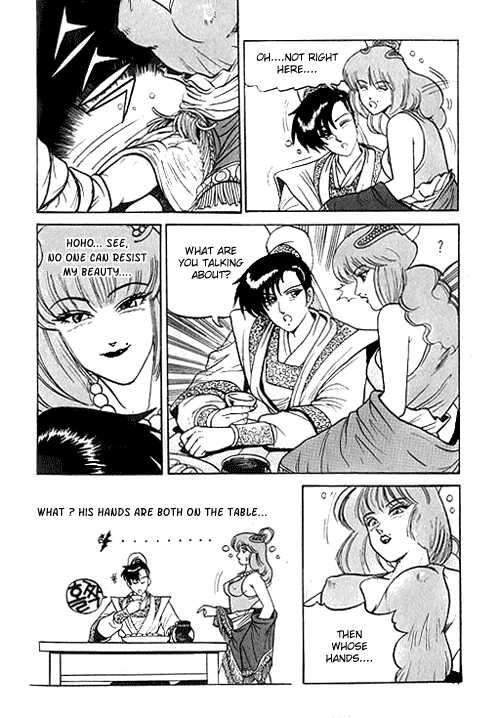 OH....NOT RIGHT
HERE....
HOHO... SEE,
NO ONE CAN RESIST
MY BEAUTY....
WHAT ARE
YOU TALKING
ABOUT?
?
WHAT ? HIS HANDS ARE BOTH ON THE TABLE...
THEN
WHOSE
HANDS....